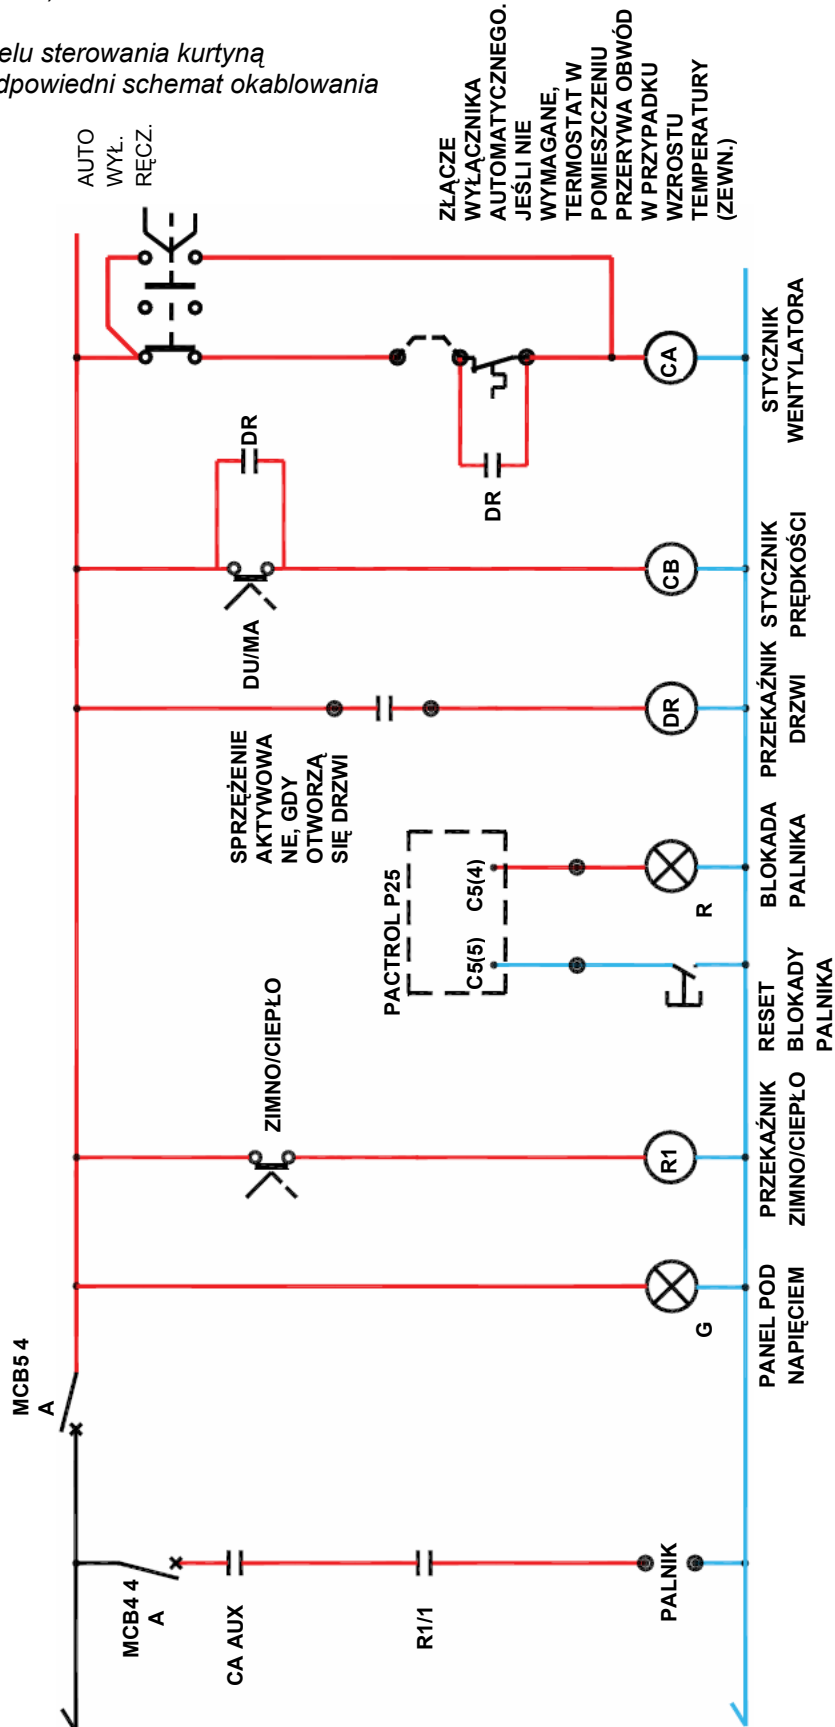 elu sterowania kurtyną
dpowiedni schemat okablowania
AUTO
WYŁ.
RĘCZ.
ZŁĄCZE
WYŁĄCZNIKA
AUTOMATYCZNEGO.
JEŚLI NIE
WYMAGANE,
TERMOSTAT W
POMIESZCZENIU
PRZERYWA OBWÓD
W PRZYPADKU
WZROSTU
TEMPERATURY
(ZEWN.)
CA
STYCZNIK
WENTYLATORA
DR
DR
DU/MA
CB
STYCZNIK
PRĘDKOŚCI
SPRZĘŻENIE
AKTYWOWA
NE, GDY
OTWORZĄ
SIĘ DRZWI
DR
PRZEKAŹNIK
DRZWI
PACTROL P25
C5(5)
C5(4)
R
BLOKADA
PALNIKA
RESET
BLOKADY
PALNIKA
ZIMNO/CIEPŁO
R1
PRZEKAŹNIK
ZIMNO/CIEPŁO
G
PANEL POD
NAPIĘCIEM
MCB5 4
A
MCB4 4
A
CA AUX
R1/1
PALNIK